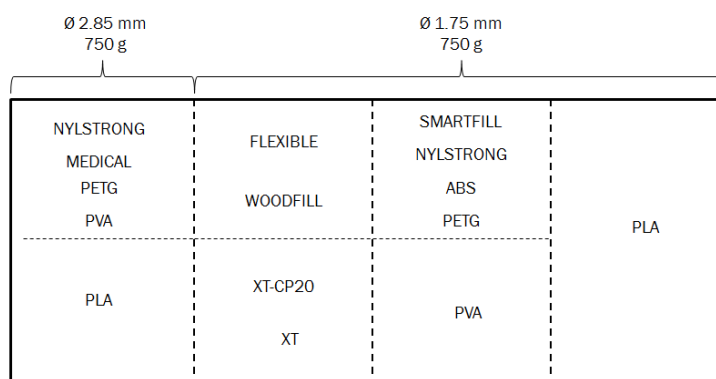 Ø 2.85 mm
750 g
Ø 1.75 mm
750 g
NYLSTRONG
MEDICAL
PETG
PVA
PLA
FLEXIBLE
WOODFILL
XT-CP20
XT
SMARTFILL
NYLSTRONG
ABS
PETG
PVA
PLA